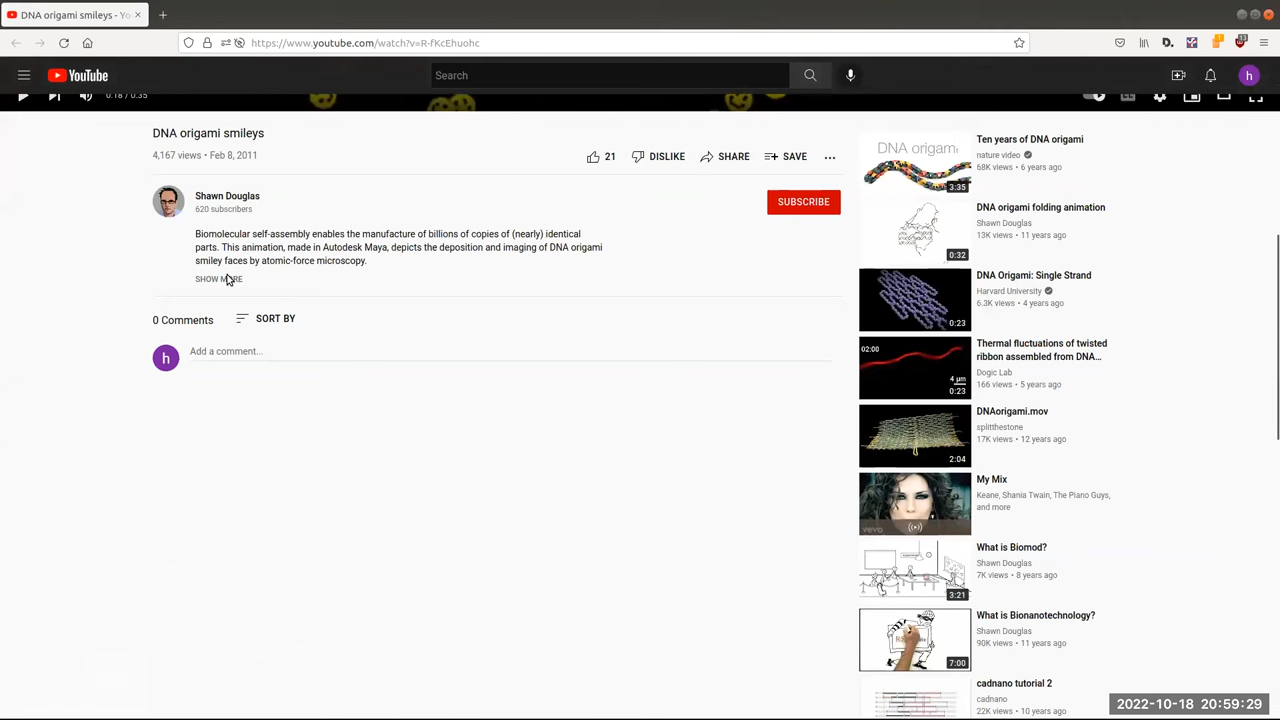 DNA origami smileys - Yo
https://www.youtube.com/watch?v=R-fKcEhuohc
YouTube
Search
h
0:18 / 0:35
DNA origami smileys
4,167 views • Feb 8, 2011
21
DISLIKE
SHARE
SAVE
Shawn Douglas
620 subscribers
SUBSCRIBE
Biomolecular self-assembly enables the manufacture of billions of copies of (nearly) identical
parts. This animation, made in Autodesk Maya, depicts the deposition and imaging of DNA origami
smiley faces by atomic-force microscopy.
SHOW MORE
0 Comments
SORT BY
h
Add a comment...
DNA origami
3:35
Ten years of DNA origami
nature video
68K views • 6 years ago
0:32
DNA origami folding animation
Shawn Douglas
13K views • 11 years ago
0:23
DNA Origami: Single Strand
Harvard University
6.3K views • 4 years ago
02:00
4 μm
0:23
Thermal fluctuations of twisted
ribbon assembled from DNA...
Dogic Lab
166 views • 5 years ago
2:04
DNAorigami.mov
splitthestone
17K views • 12 years ago
vevo
My Mix
Keane, Shania Twain, The Piano Guys,
and more
3:21
What is Biomod?
Shawn Douglas
7K views • 8 years ago
7:00
What is Bionanotechnology?
Shawn Douglas
90K views • 11 years ago
cadnano tutorial 2
cadnano
22K views • 10 years ago
2022-10-18 20:59:29